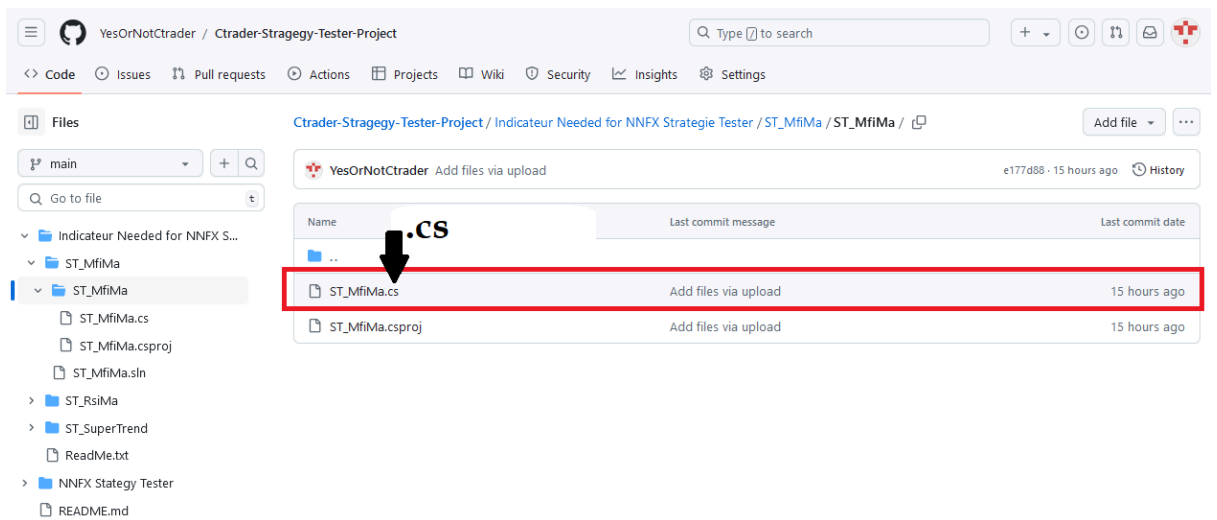 YesOrNotCtrader / Ctrader-Stragegy-Tester-Project
Type / to search
Code Issues Pull requests Actions Projects Wiki Security Insights Settings
Files
main
Go to file t
Indicateur Needed for NNFX S...
ST_MfiMa
ST_MfiMa
ST_MfiMa.cs
ST_MfiMa.csproj
ST_MfiMa.sln
ST_RsiMa
ST_SuperTrend
ReadMe.txt
NNFX Stategy Tester
README.md
Ctrader-Stragegy-Tester-Project / Indicateur Needed for NNFX Strategie Tester / ST_MfiMa / ST_MfiMa /
Add file
YesOrNotCtrader Add files via upload e177d88 · 15 hours ago History
Name Last commit message Last commit date
.cs
..
ST_MfiMa.cs Add files via upload 15 hours ago
ST_MfiMa.csproj Add files via upload 15 hours ago